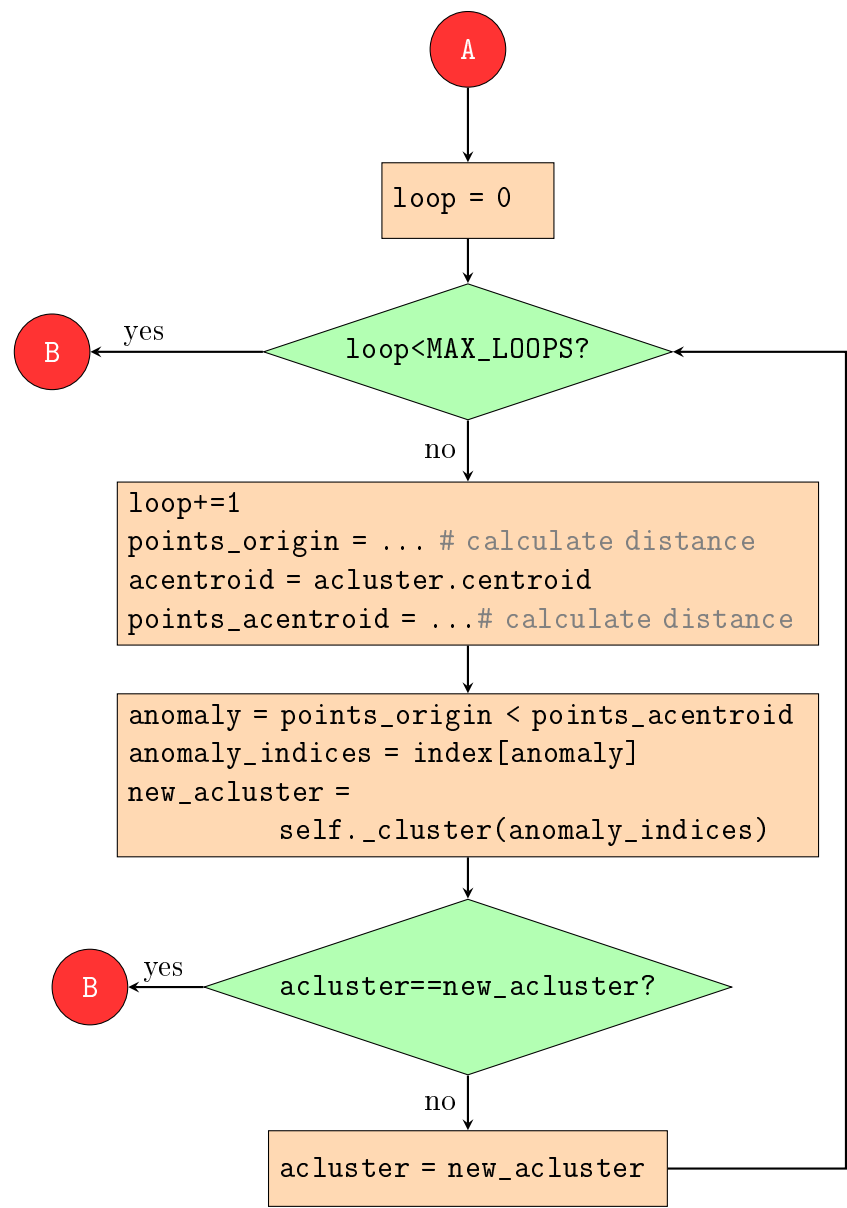 A
loop = 0
yes
B
loop<MAX_LOOPS?
no
loop+=1
points_origin = ... # calculate distance
acentroid = acluster.centroid
points_acentroid = ...# calculate distance
anomaly = points_origin < points_acentroid
anomaly_indices = index[anomaly]
new_acluster =
self._cluster(anomaly_indices)
yes
B
acluster==new_acluster?
no
acluster = new_acluster